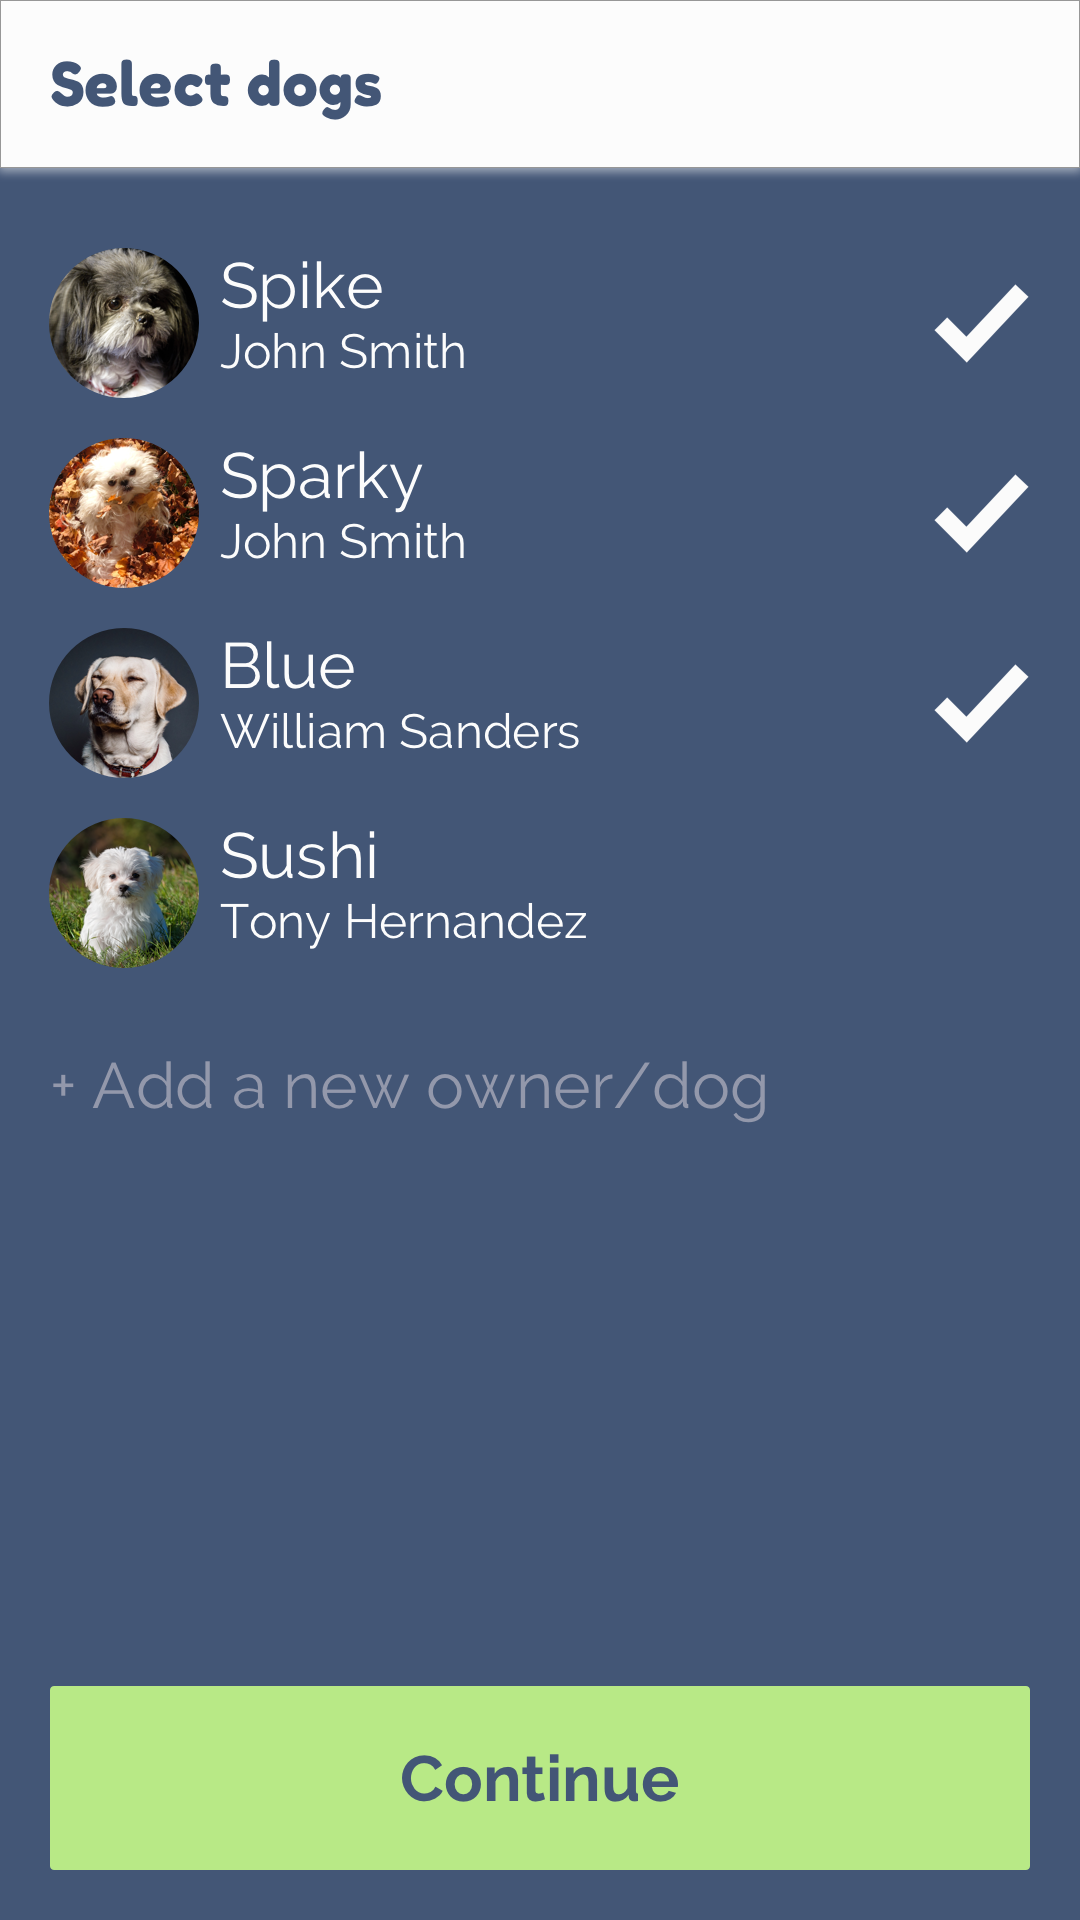 Select dogs
Spike
John Smith
Sparky
John Smith
Blue
William Sanders
Sushi
Tony Hernandez
+ Add a new owner/dog
Continue